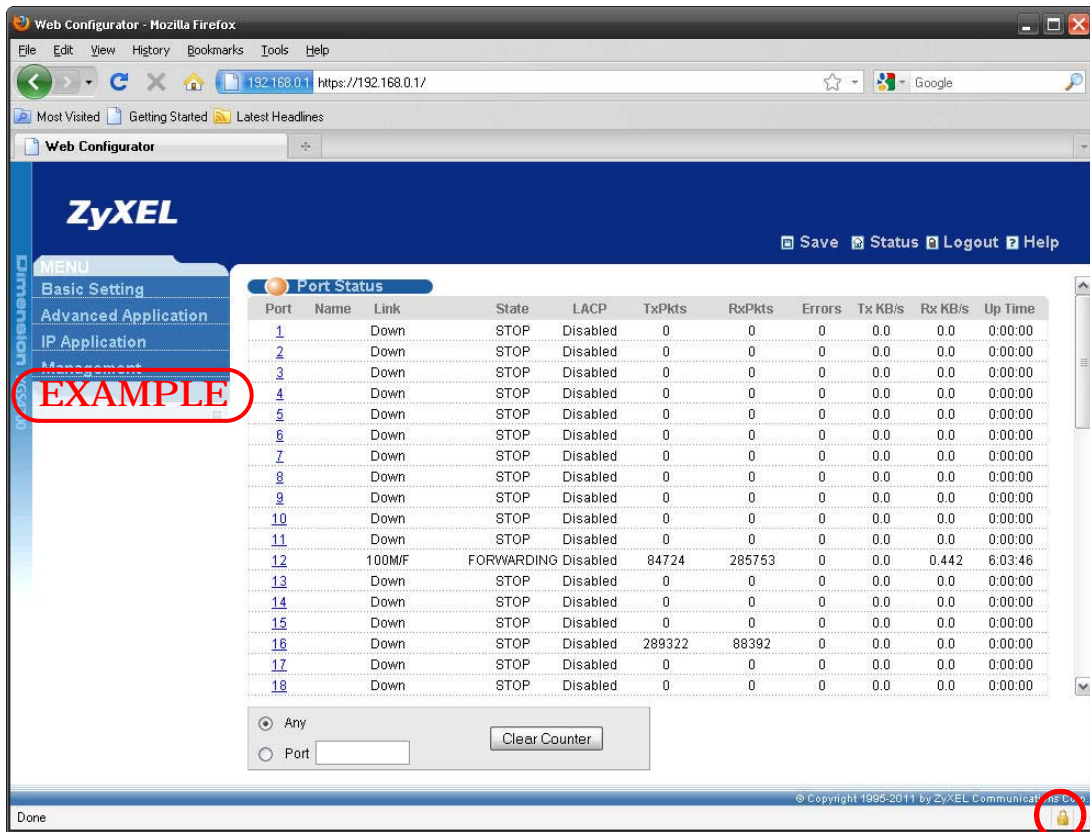 Web Configurator - Mozilla Firefox
File Edit View History Bookmarks Tools Help
192.168.0.1 https://192.168.0.1/ Google
Most Visited Getting Started Latest Headlines
Web Configurator
ZyXEL
Save Status Logout Help
Dimension
MENU
Basic Setting
Advanced Application
IP Application
Management
EXAMPLE
Port Status
Port Name Link State LACP TxPkts RxPkts Errors Tx KB/s Rx KB/s Up Time
1 Down STOP Disabled 0 0 0 0.0 0.0 0:00:00
2 Down STOP Disabled 0 0 0 0.0 0.0 0:00:00
3 Down STOP Disabled 0 0 0 0.0 0.0 0:00:00
4 Down STOP Disabled 0 0 0 0.0 0.0 0:00:00
5 Down STOP Disabled 0 0 0 0.0 0.0 0:00:00
6 Down STOP Disabled 0 0 0 0.0 0.0 0:00:00
7 Down STOP Disabled 0 0 0 0.0 0.0 0:00:00
8 Down STOP Disabled 0 0 0 0.0 0.0 0:00:00
9 Down STOP Disabled 0 0 0 0.0 0.0 0:00:00
10 Down STOP Disabled 0 0 0 0.0 0.0 0:00:00
11 Down STOP Disabled 0 0 0 0.0 0.0 0:00:00
12 100M/F FORWARDING Disabled 84724 285753 0 0.0 0.442 6:03:46
13 Down STOP Disabled 0 0 0 0.0 0.0 0:00:00
14 Down STOP Disabled 0 0 0 0.0 0.0 0:00:00
15 Down STOP Disabled 0 0 0 0.0 0.0 0:00:00
16 Down STOP Disabled 289322 88392 0 0.0 0.0 0:00:00
17 Down STOP Disabled 0 0 0 0.0 0.0 0:00:00
18 Down STOP Disabled 0 0 0 0.0 0.0 0:00:00
Any
Port
Clear Counter
© Copyright 1995-2011 by ZyXEL Communications Corp.
Done